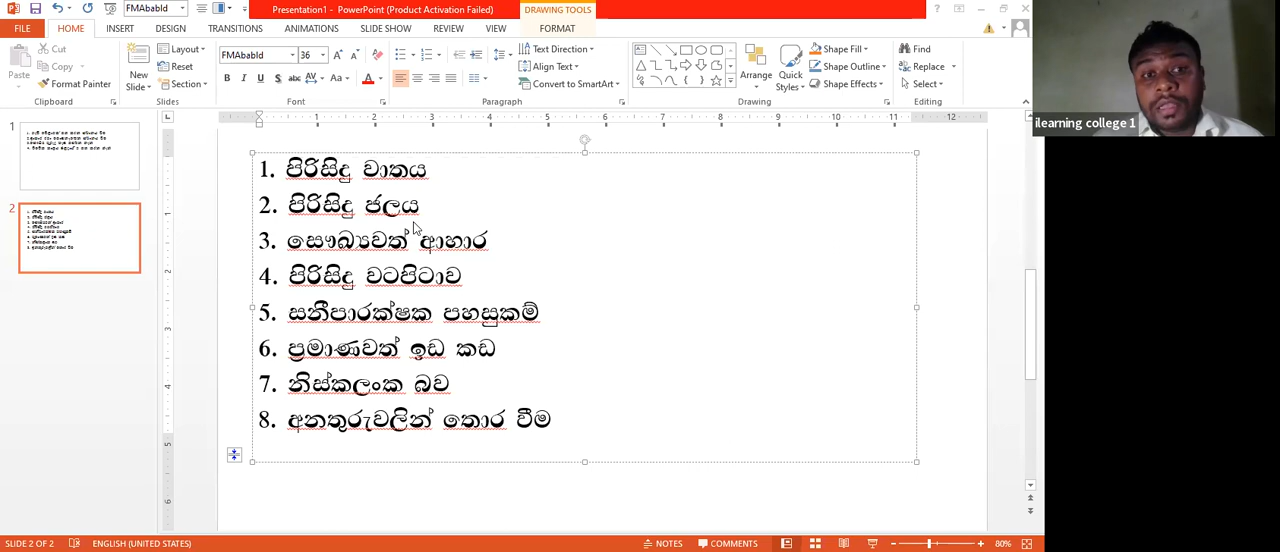 FMAbabld
Presentation1 - PowerPoint (Product Activation Failed)
DRAWING TOOLS
FILE HOME INSERT DESIGN TRANSITIONS ANIMATIONS SLIDE SHOW REVIEW VIEW FORMAT
Paste
Cut
Copy
Format Painter
Clipboard
New Slide
Layout
Reset
Section
Slides
FMAbabld 36
Font
Text Direction
Align Text
Convert to SmartArt
Paragraph
Arrange
Quick Styles
Shape Fill
Shape Outline
Shape Effects
Drawing
Find
Replace
Select
Editing
ilearning college 1
1
2
1. පිරිසිදු වාතය
2. පිරිසිදු ජලය
3. සෞඛ්‍යවත් ආහාර
4. පිරිසිදු වටපිටාව
5. සනීපාරක්ෂක පහසුකම්
6. ප්‍රමාණවත් ඉඩ කඩ
7. නිස්කලංක බව
8. අනතුරුවලින් තොර වීම
SLIDE 2 OF 2 ENGLISH (UNITED STATES) NOTES COMMENTS 80%